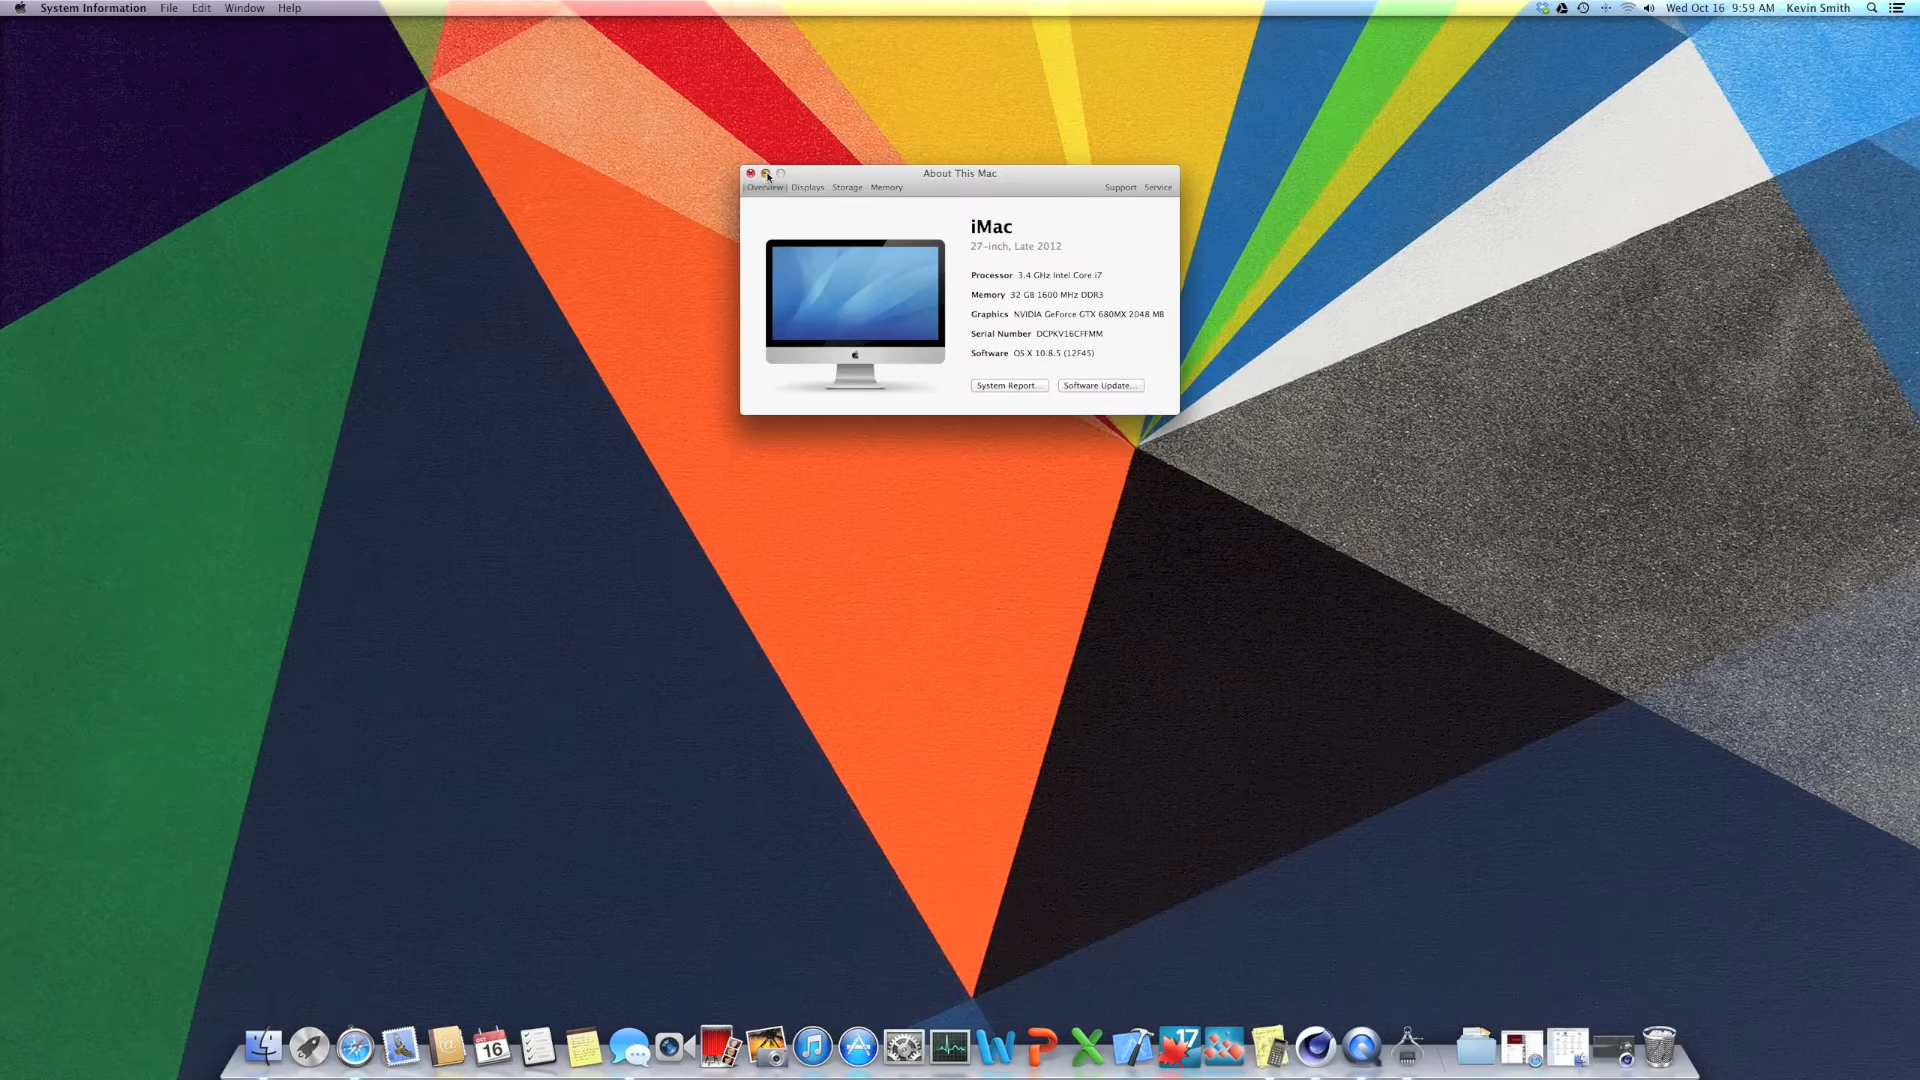 System Information File Edit Window Help
Wed Oct 16 9:59 AM Kevin Smith
About This Mac
Overview Displays Storage Memory Support Service
iMac
27-inch, Late 2012
Processor 3.4 GHz Intel Core i7
Memory 32 GB 1600 MHz DDR3
Graphics NVIDIA GeForce GTX 680MX 2048 MB
Serial Number DCPKV16CFFMM
Software OS X 10.8.5 (12F45)
System Report... Software Update...
OCT
16
17